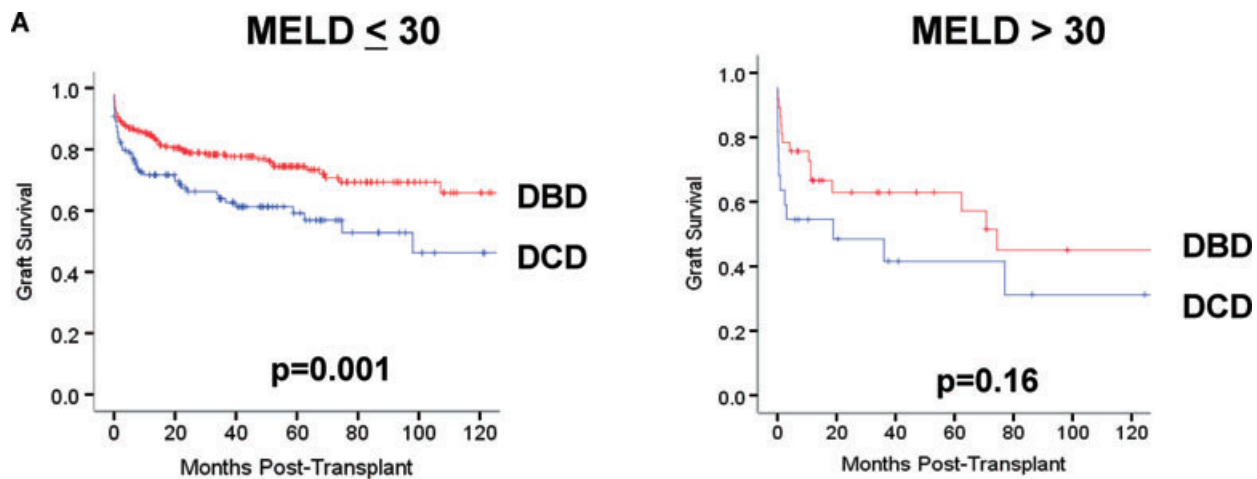 A
MELD ≤ 30
MELD > 30
Graft Survival
1.0
0.8
0.6
0.4
0.2
0.0
DBD
DCD
p=0.001
0 20 40 60 80 100 120
Months Post-Transplant
Graft Survival
1.0
0.8
0.6
0.4
0.2
0.0
DBD
DCD
p=0.16
0 20 40 60 80 100 120
Months Post-Transplant